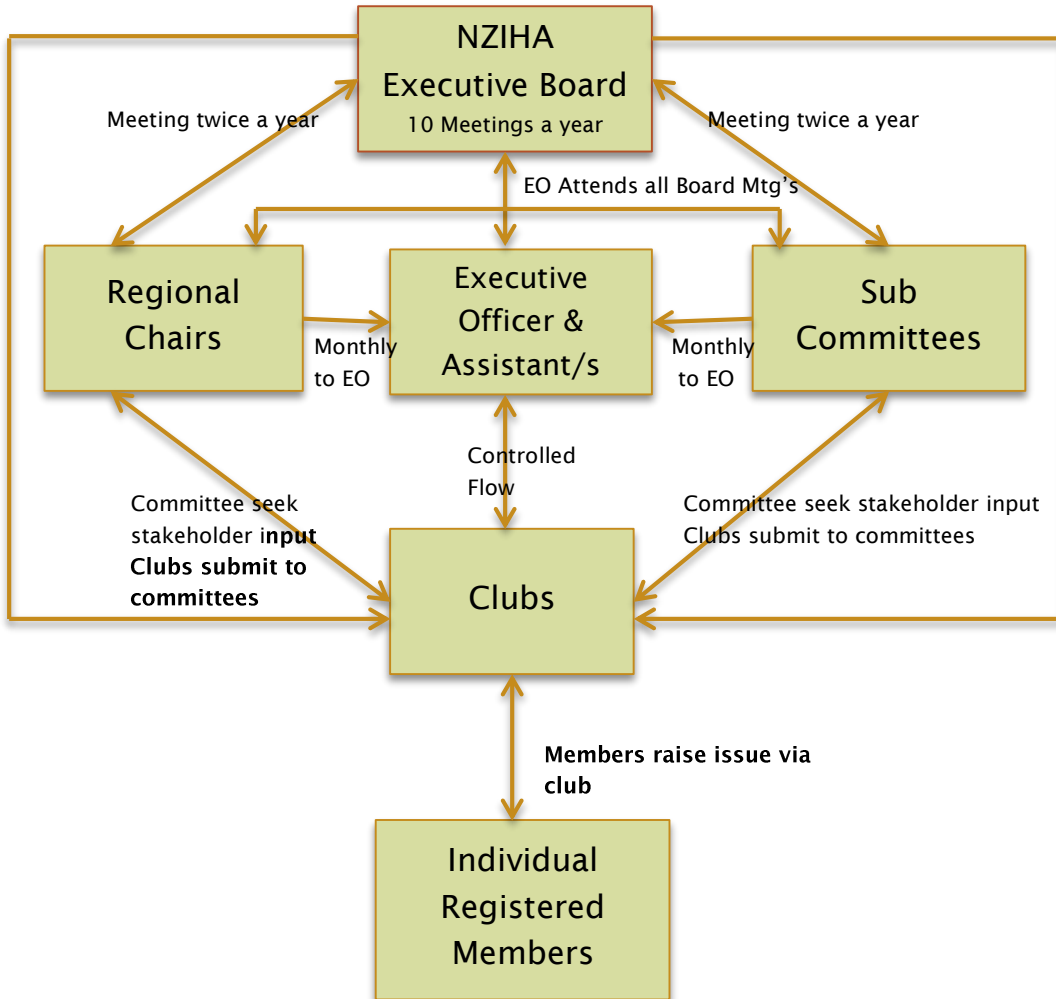 NZIHA
Executive Board
10 Meetings a year
Meeting twice a year
Meeting twice a year
EO Attends all Board Mtg's
Regional
Chairs
Executive
Officer &
Assistant/s
Sub
Committees
Monthly
to EO
Monthly
to EO
Controlled
Flow
Committee seek
stakeholder input
Clubs submit to
committees
Committee seek stakeholder input
Clubs submit to committees
Clubs
Members raise issue via
club
Individual
Registered
Members